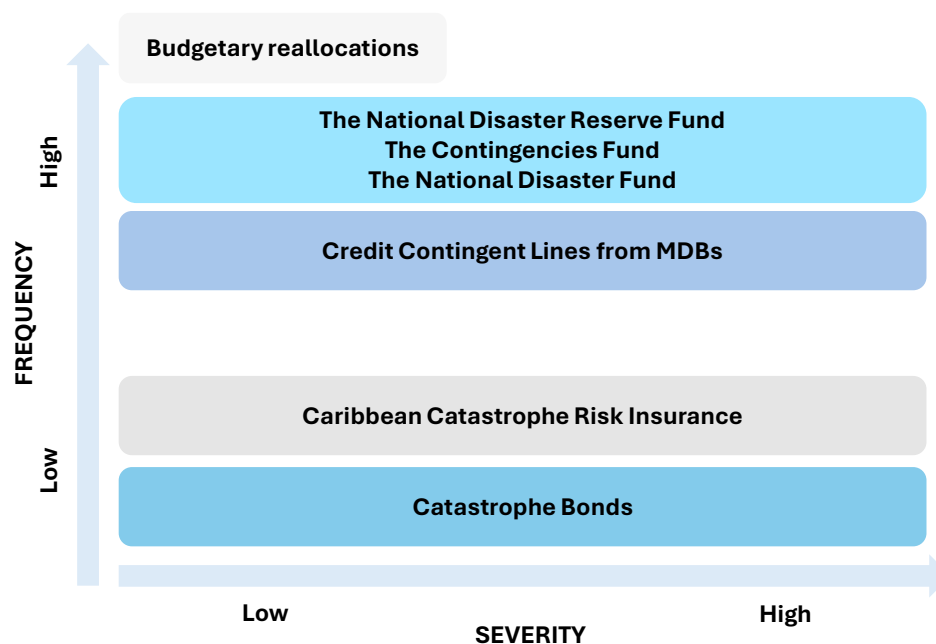 Budgetary reallocations
The National Disaster Reserve Fund
The Contingencies Fund
The National Disaster Fund
High
Credit Contingent Lines from MDBs
FREQUENCY
Caribbean Catastrophe Risk Insurance
Low
Catastrophe Bonds
Low
High
SEVERITY